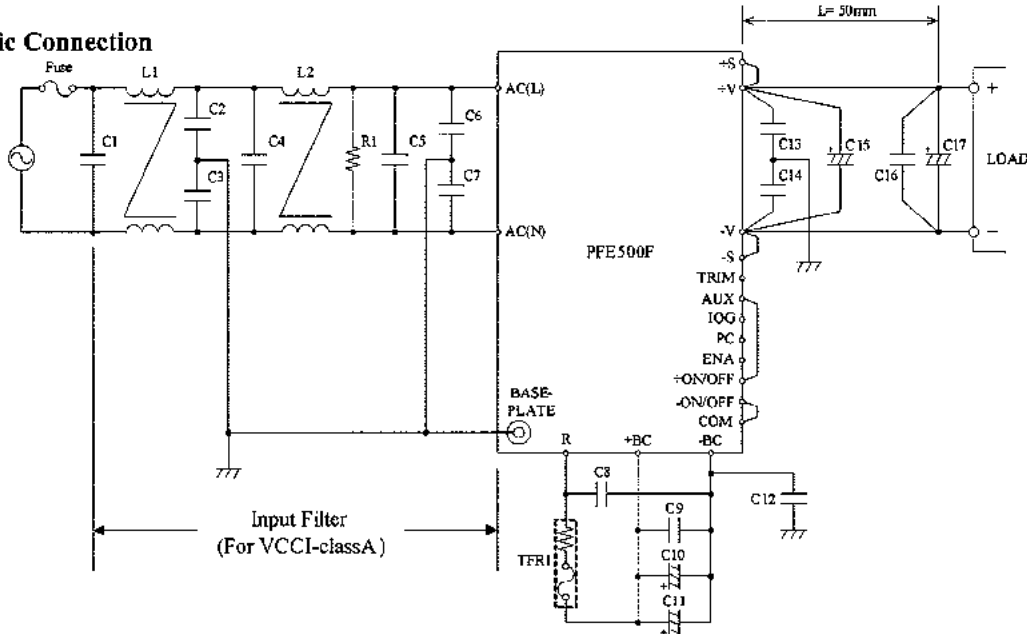 L= 50mm
ic Connection
Fuse
L1
L2
+S
+V
AC(L)
C1
C2
C3
C4
R1
C5
C6
C7
C13
C14
C15
C16
C17
+
LOAD
−
AC(N)
-V
-S
PFE500F
TRIM
AUX
IOG
PC
ENA
+ON/OFF
-ON/OFF
COM
BASE-
PLATE
R
+BC
-BC
C8
C12
C9
Input Filter
(For VCCI-classA)
TFR1
C10
+
C11
+